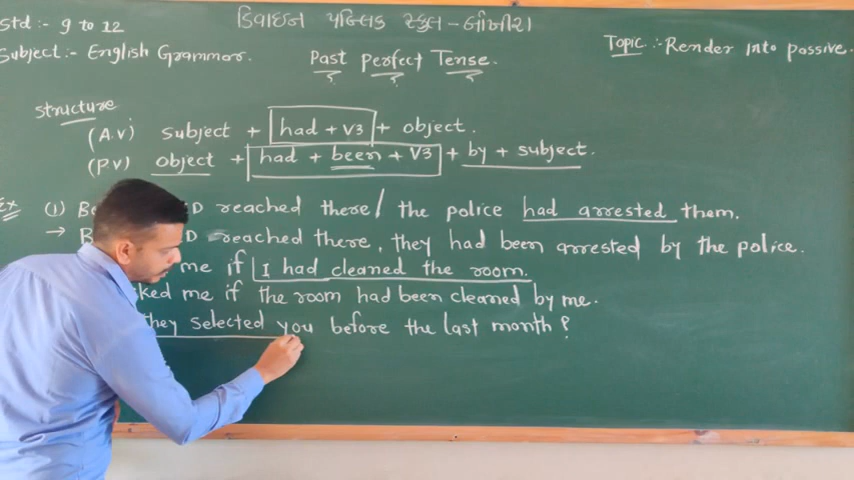 Std :- 9 to 12
ડિવાઇન પબ્લિક સ્કુલ - બીબીરા
Subject :- English Grammar.
Past Perfect Tense.
Topic :- Render Into Passive.
Structure
(A.V) Subject + had + V3 + object.
(P.V) object + had + been + V3 + by + subject.
Ex (1) reached there/ the police had arrested them.
→ reached there, they had been arrested by the police.
me if I had cleaned the room.
me if the room had been cleaned by me.
they selected you before the last month?